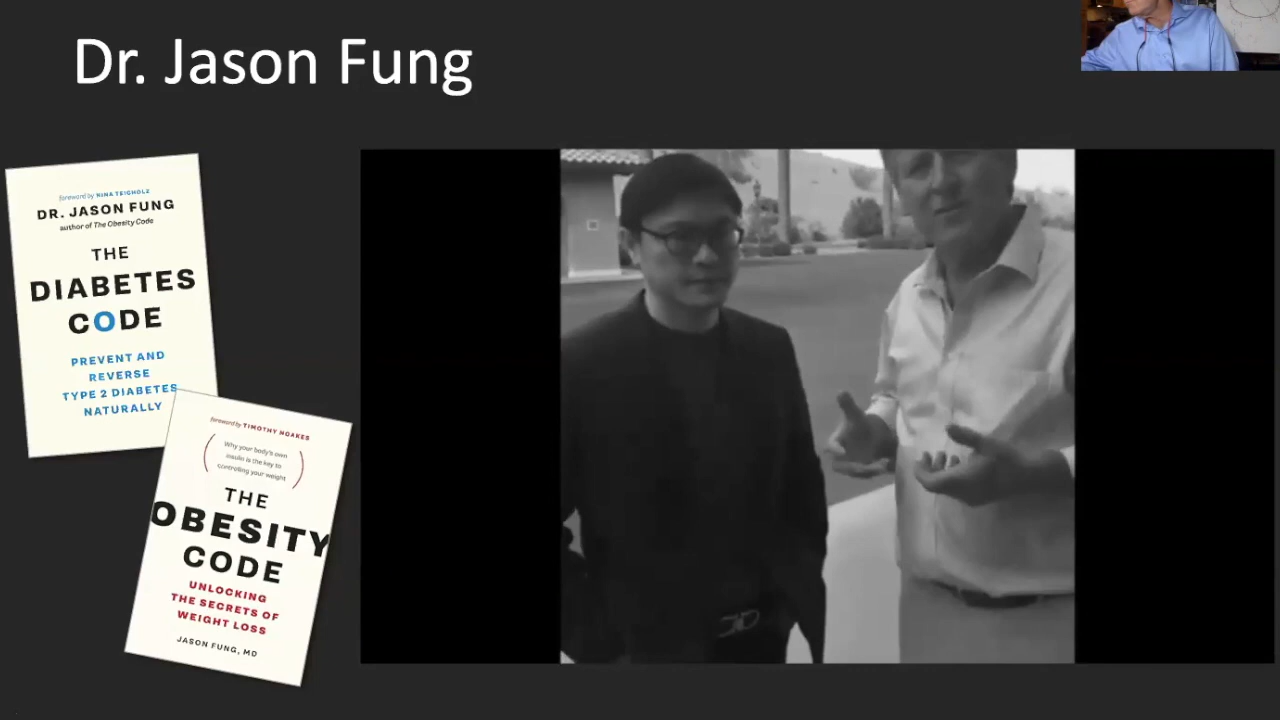 Dr. Jason Fung
foreword by NINA TEICHOLZ
DR. JASON FUNG
author of The Obesity Code
THE
DIABETES
CODE
PREVENT AND
REVERSE
TYPE 2 DIABETES
NATURALLY
foreword by TIMOTHY NOAKES
Why your body's own
insulin is the key to
controlling your weight
THE
OBESITY
CODE
UNLOCKING
THE SECRETS OF
WEIGHT LOSS
JASON FUNG, MD